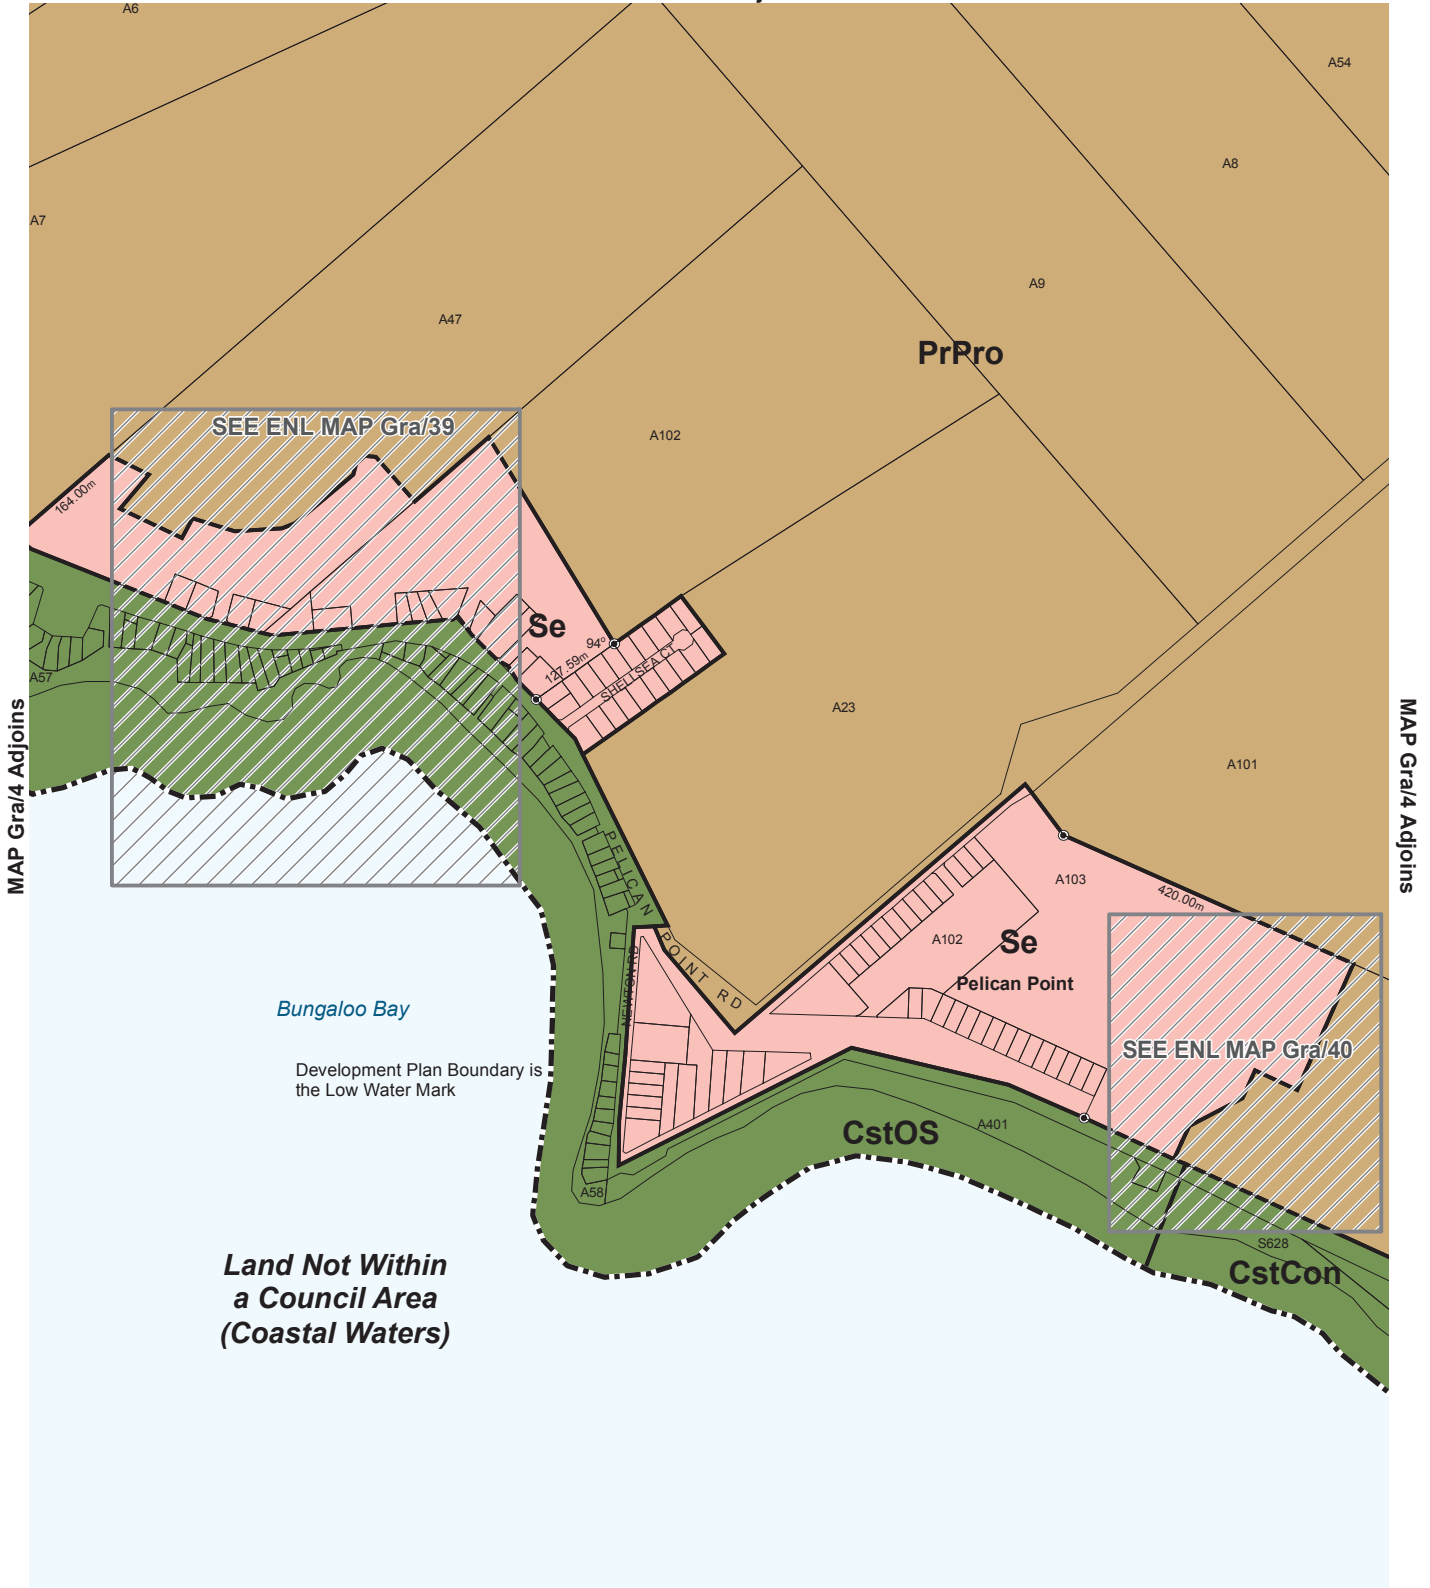 A6
A54
A8
A7
A9
A47
PrPro
SEE ENL MAP Gra/39
A102
164.00m
Se
94°
127.59m
SHELLSEA CT
A57
A23
MAP Gra/4 Adjoins
MAP Gra/4 Adjoins
A101
PELICAN POINT RD
A103
420.00m
A102
Se
NEWTON RD
Pelican Point
Bungaloo Bay
SEE ENL MAP Gra/40
Development Plan Boundary is
the Low Water Mark
CstOS
A401
A58
S628
Land Not Within
a Council Area
(Coastal Waters)
CstCon